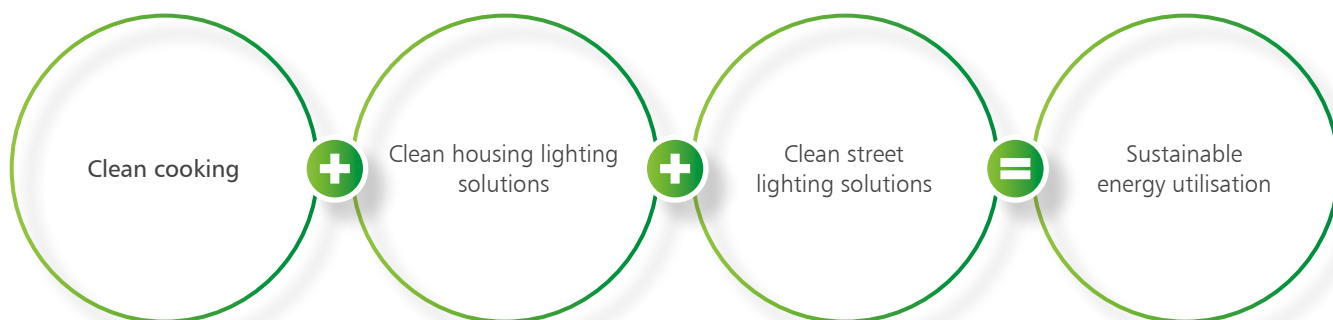 Clean cooking
+
Clean housing lighting
solutions
+
Clean street
lighting solutions
=
Sustainable
energy utilisation